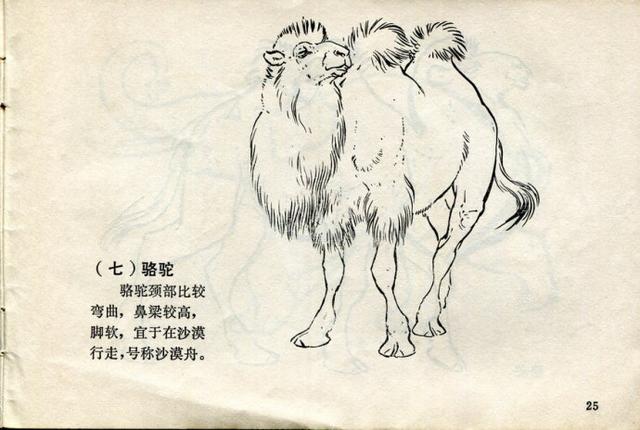 （七）骆驼
骆驼颈部比较
弯曲，鼻梁较高，
脚软，宜于在沙漠
行走，号称沙漠舟。
25